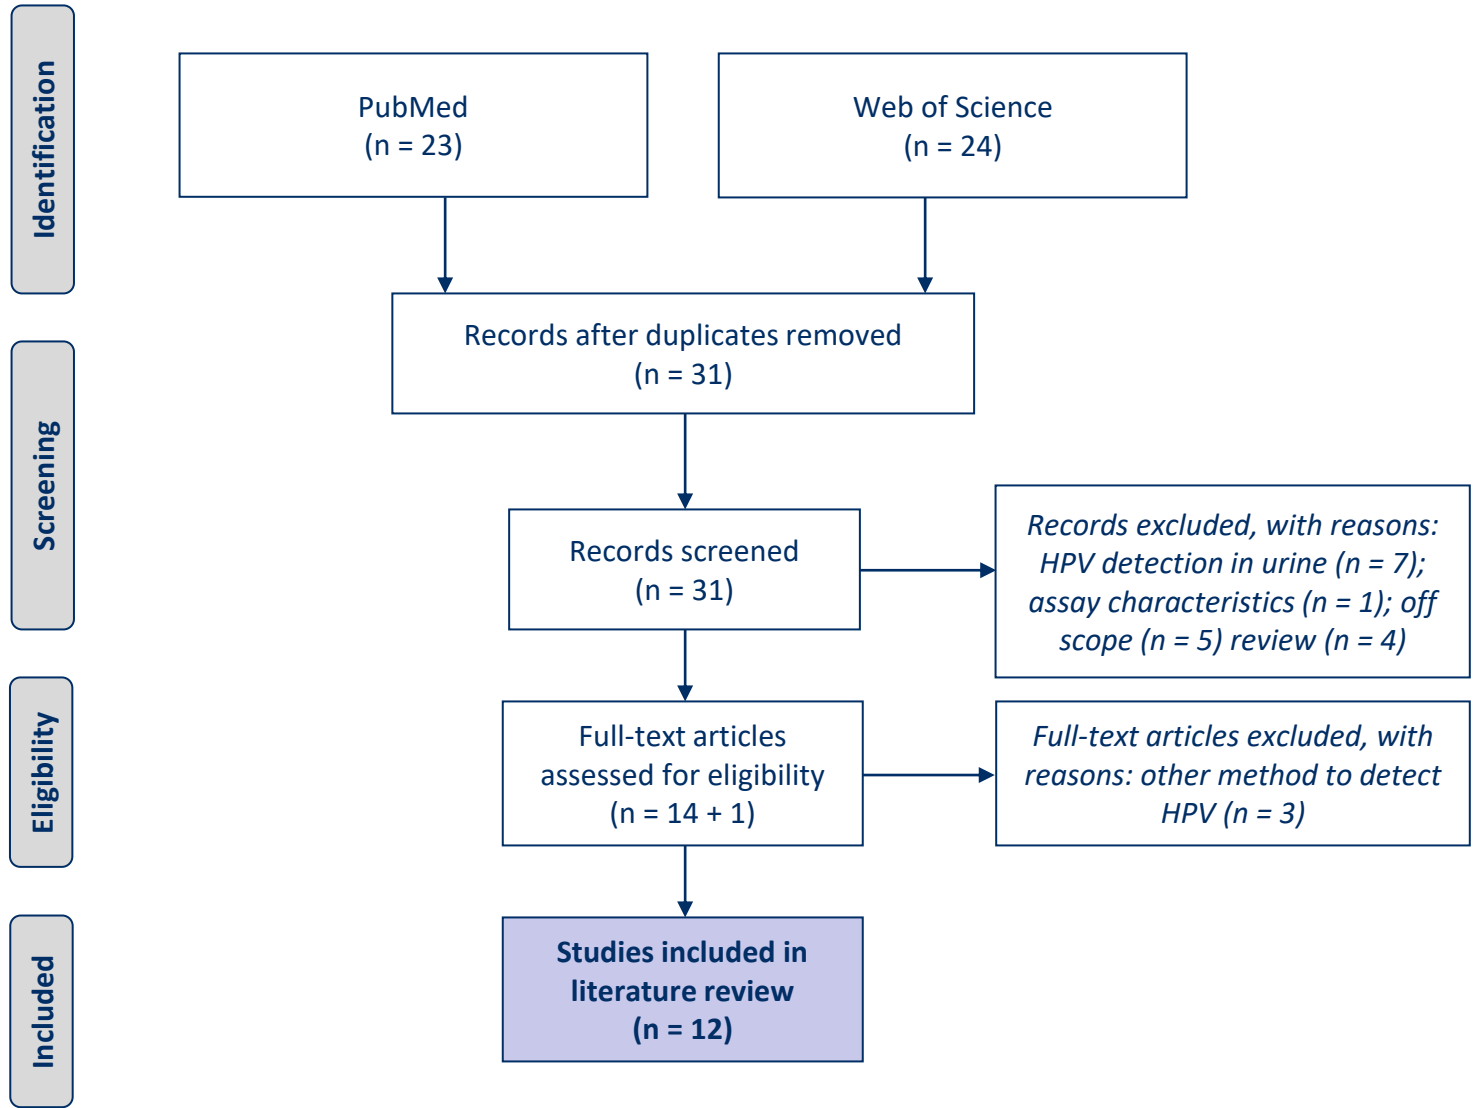 Identification
PubMed
(n = 23)
Web of Science
(n = 24)
Records after duplicates removed
(n = 31)
Screening
Records screened
(n = 31)
Records excluded, with reasons:
HPV detection in urine (n = 7);
assay characteristics (n = 1); off
scope (n = 5) review (n = 4)
Eligibility
Full-text articles
assessed for eligibility
(n = 14 + 1)
Full-text articles excluded, with
reasons: other method to detect
HPV (n = 3)
Included
Studies included in
literature review
(n = 12)